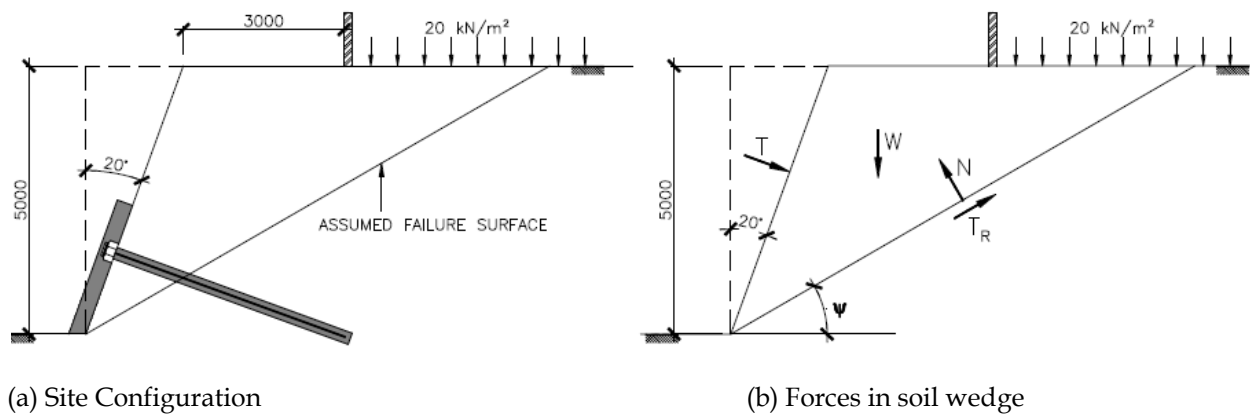 3000
20 kN/m²
20°
5000
ASSUMED FAILURE SURFACE
20 kN/m²
T
W
N
20°
T_R
5000
ψ
(a) Site Configuration
(b) Forces in soil wedge